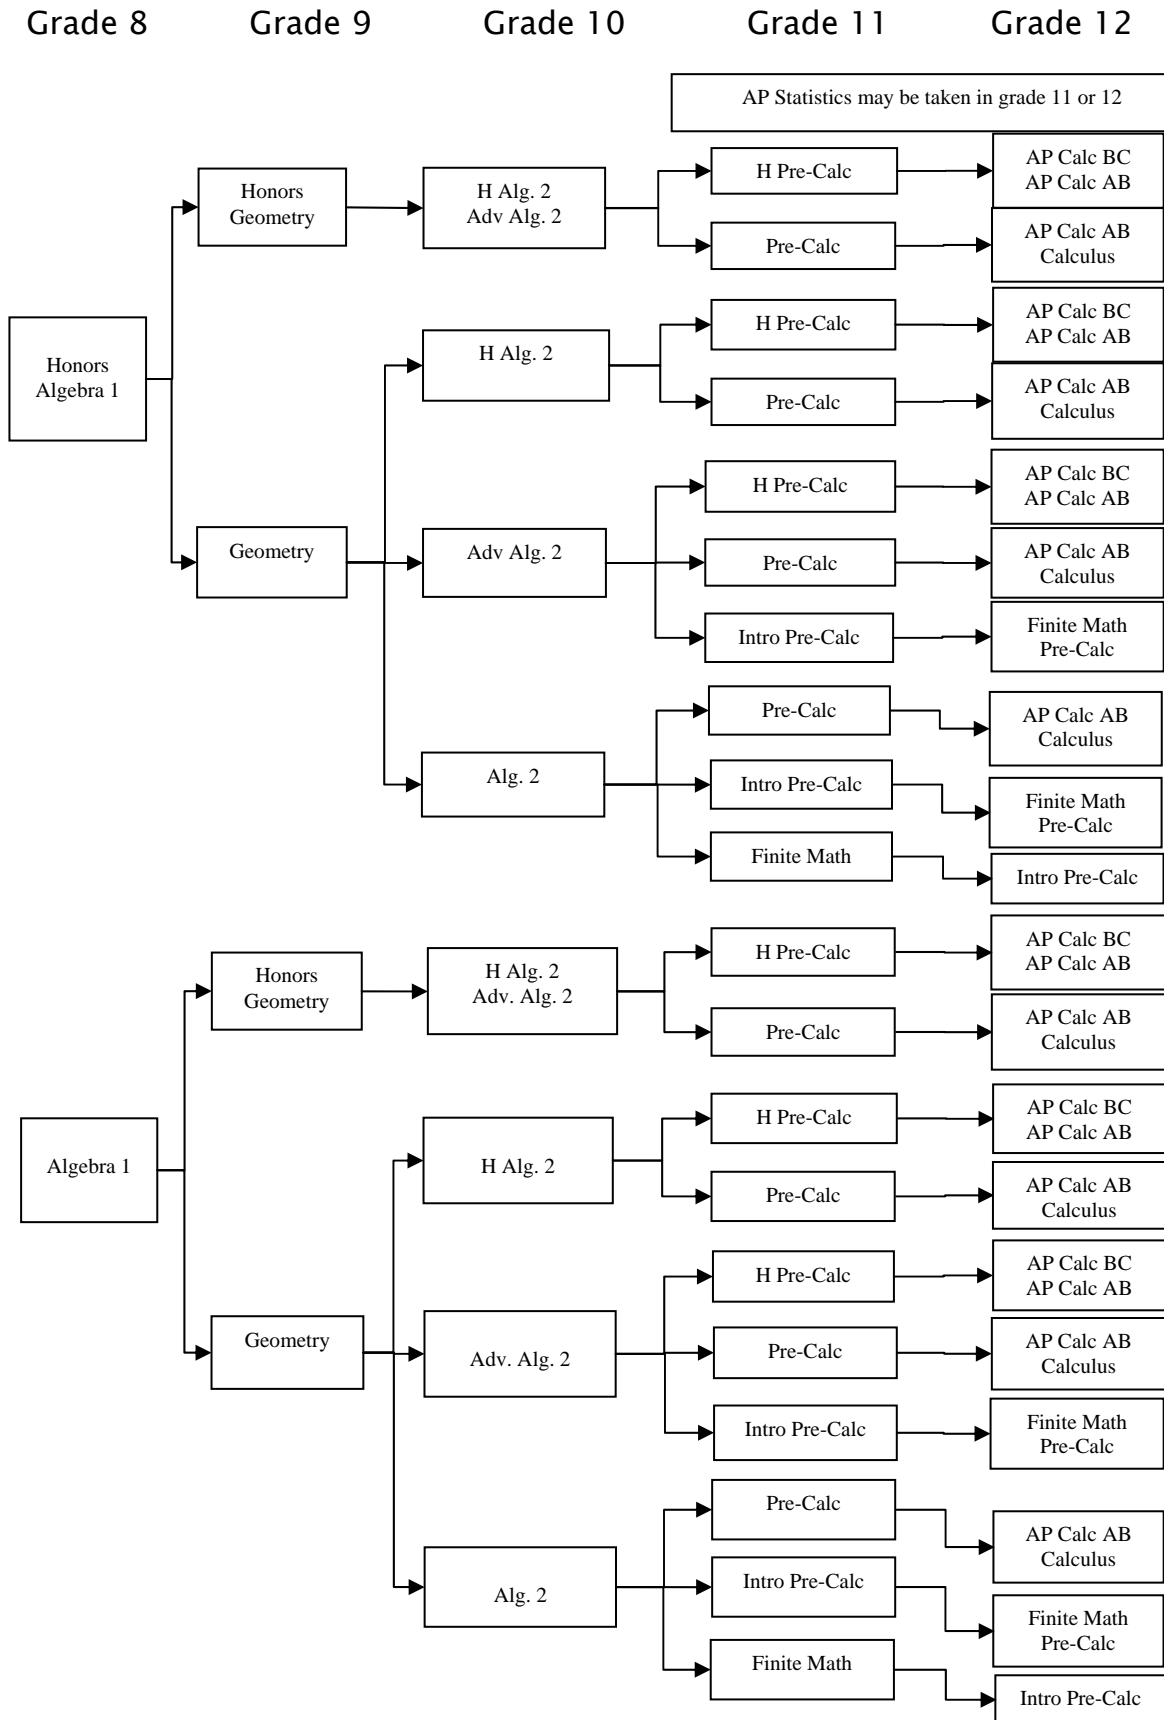 Grade 8 Grade 9 Grade 10 Grade 11 Grade 12
AP Statistics may be taken in grade 11 or 12
Honors
Algebra 1
Honors
Geometry
H Alg. 2
Adv Alg. 2
H Pre-Calc
AP Calc BC
AP Calc AB
Pre-Calc
AP Calc AB
Calculus
Geometry
H Alg. 2
H Pre-Calc
AP Calc BC
AP Calc AB
Pre-Calc
AP Calc AB
Calculus
Adv Alg. 2
H Pre-Calc
AP Calc BC
AP Calc AB
Pre-Calc
AP Calc AB
Calculus
Intro Pre-Calc
Finite Math
Pre-Calc
Alg. 2
Pre-Calc
AP Calc AB
Calculus
Intro Pre-Calc
Finite Math
Pre-Calc
Finite Math
Intro Pre-Calc
Algebra 1
Honors
Geometry
H Alg. 2
Adv. Alg. 2
H Pre-Calc
AP Calc BC
AP Calc AB
Pre-Calc
AP Calc AB
Calculus
Geometry
H Alg. 2
H Pre-Calc
AP Calc BC
AP Calc AB
Pre-Calc
AP Calc AB
Calculus
Adv. Alg. 2
H Pre-Calc
AP Calc BC
AP Calc AB
Pre-Calc
AP Calc AB
Calculus
Intro Pre-Calc
Finite Math
Pre-Calc
Alg. 2
Pre-Calc
AP Calc AB
Calculus
Intro Pre-Calc
Finite Math
Pre-Calc
Finite Math
Intro Pre-Calc